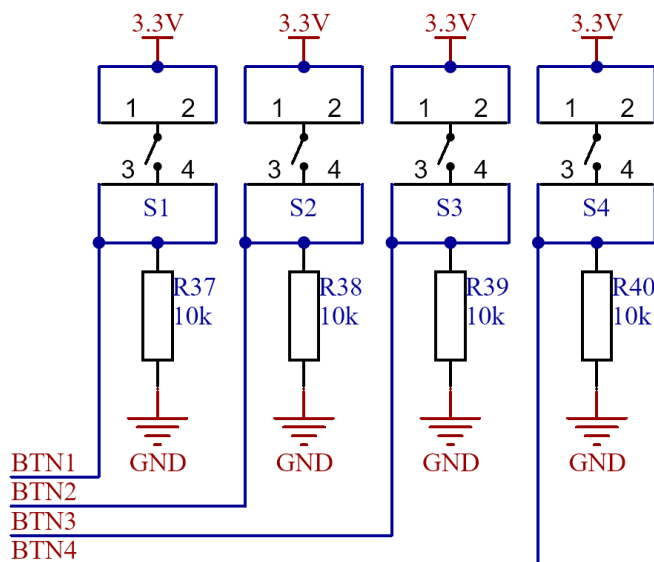 3.3V 3.3V 3.3V 3.3V
1 2 1 2 1 2 1 2
3 4 3 4 3 4 3 4
S1 S2 S3 S4
R37 R38 R39 R40
10k 10k 10k 10k
GND GND GND GND
BTN1
BTN2
BTN3
BTN4